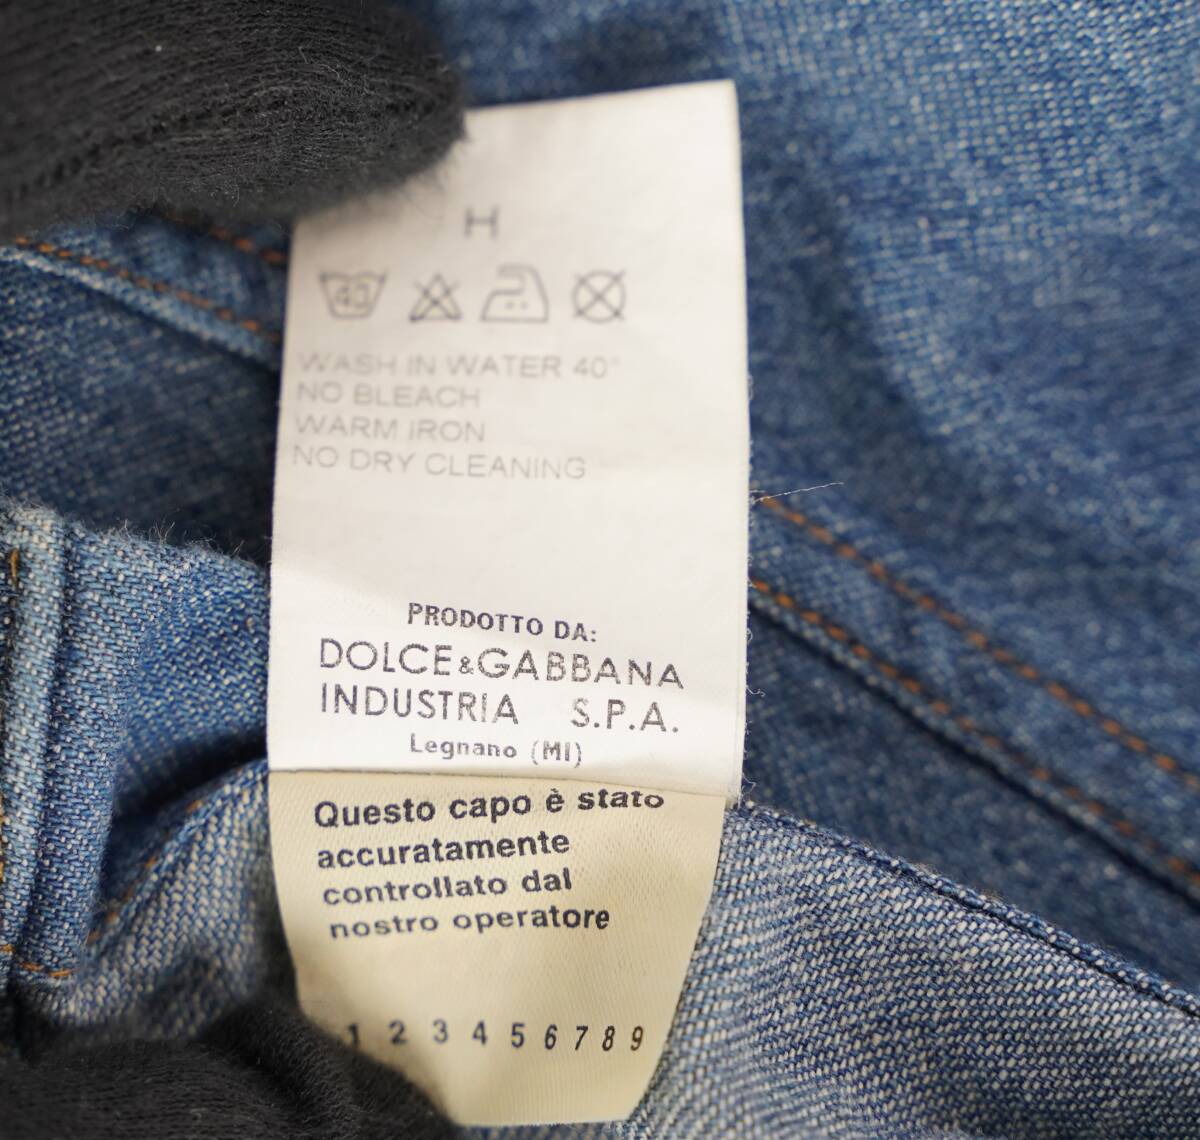 H
WASH IN WATER 40°
NO BLEACH
WARM IRON
NO DRY CLEANING
PRODOTTO DA:
DOLCE&GABBANA
INDUSTRIA S.P.A.
Legnano (MI)
Questo capo è stato
accuratamente
controllato dal
nostro operatore
1 2 3 4 5 6 7 8 9